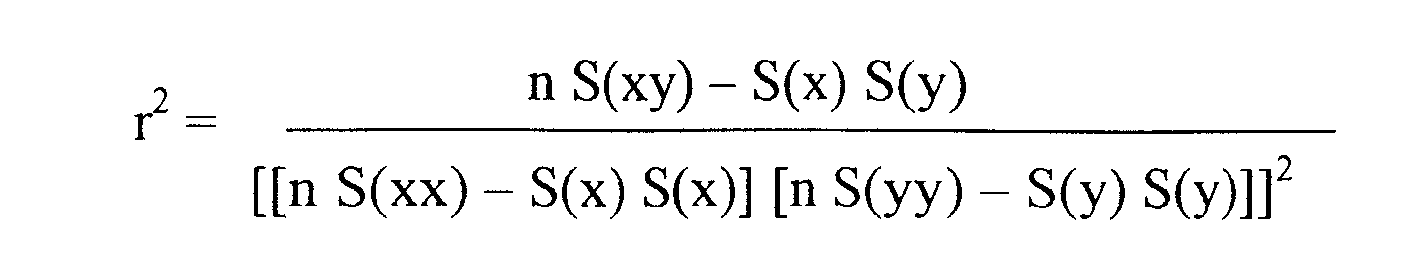 r² =
n S(xy) – S(x) S(y)
[[n S(xx) – S(x) S(x)] [n S(yy) – S(y) S(y)]]²